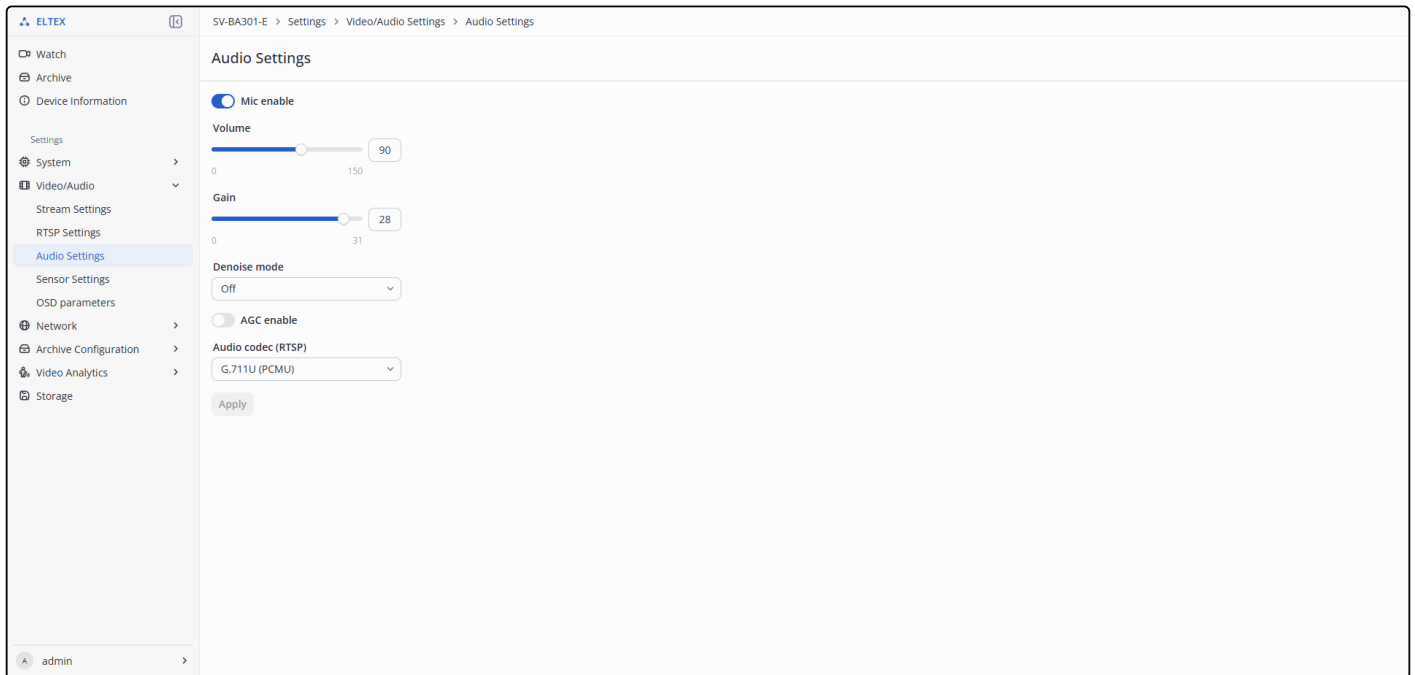 ELTEX
SV-BA301-E > Settings > Video/Audio Settings > Audio Settings
Watch
Archive
Device Information
Settings
System
Video/Audio
Stream Settings
RTSP Settings
Audio Settings
Sensor Settings
OSD parameters
Network
Archive Configuration
Video Analytics
Storage
A admin
Audio Settings
Mic enable
Volume
90
0 150
Gain
28
0 31
Denoise mode
Off
AGC enable
Audio codec (RTSP)
G.711U (PCMU)
Apply